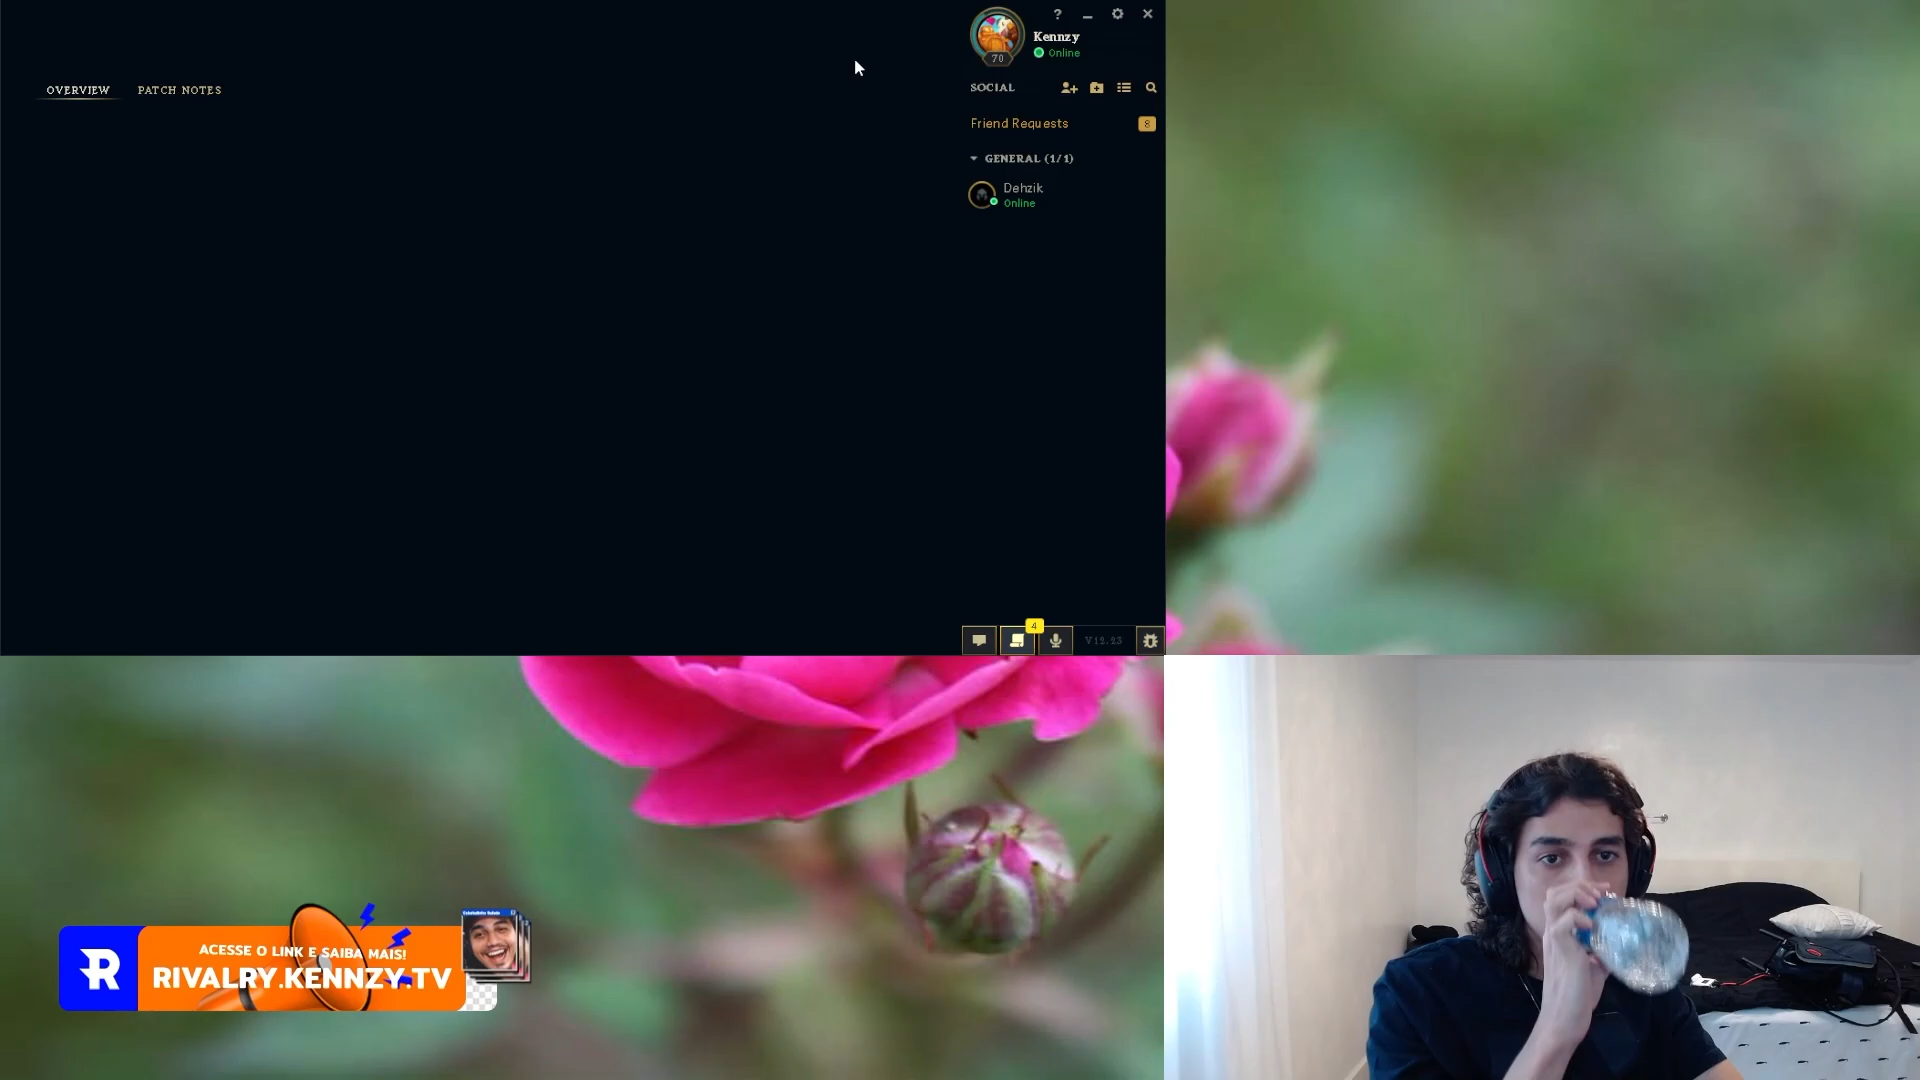 ?
Kennzy
Online
70
SOCIAL
OVERVIEW
PATCH NOTES
Friend Requests
8
GENERAL (1/1)
Dehzik
Online
4
V12.23
R
ACESSE O LINK E SAIBA MAIS!
RIVALRY.KENNZY.TV